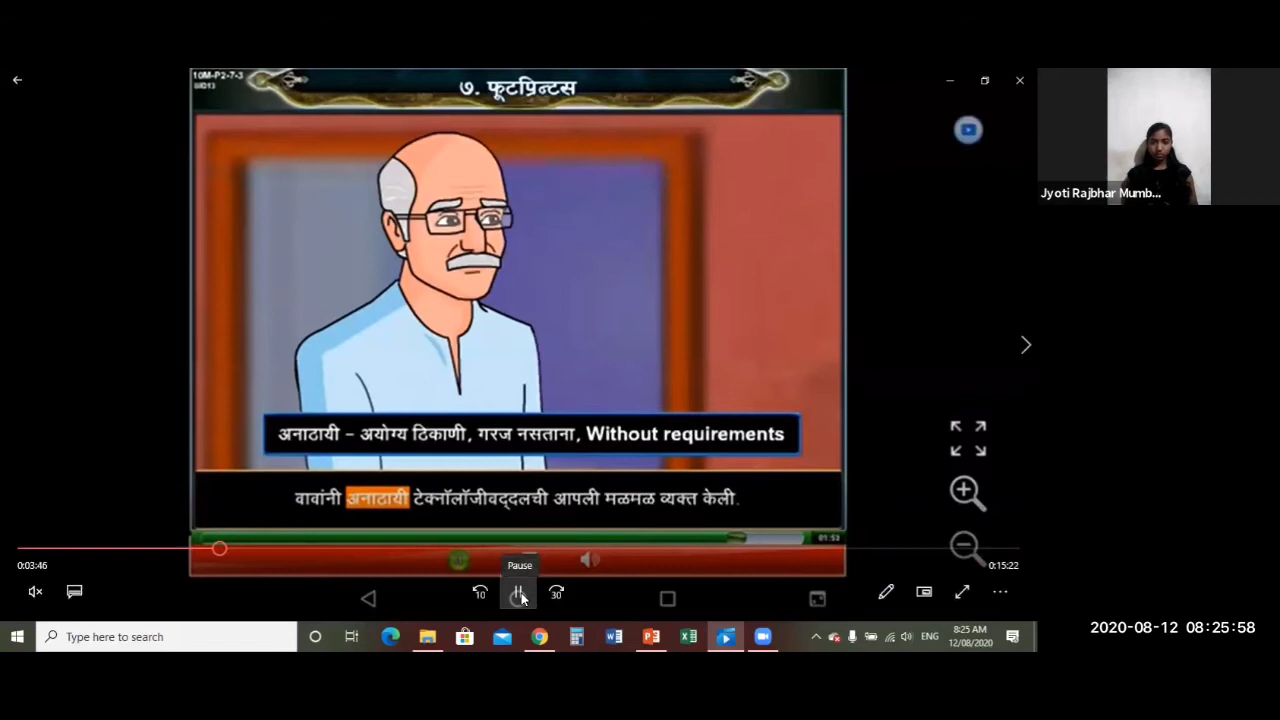 10M-P2-7-3
७. फूटप्रिन्टस
Jyoti Rajbhar Mumb...
अनाठायी – अयोग्य ठिकाणी, गरज नसताना, Without requirements
वावांनी अनाठायी टेक्नॉलॉजीवद्दलची आपली मळमळ व्यक्त केली.
01:53
Pause
0:03:46
0:15:22
10
30
Type here to search
ENG
8:25 AM
12/08/2020
2020-08-12 08:25:58